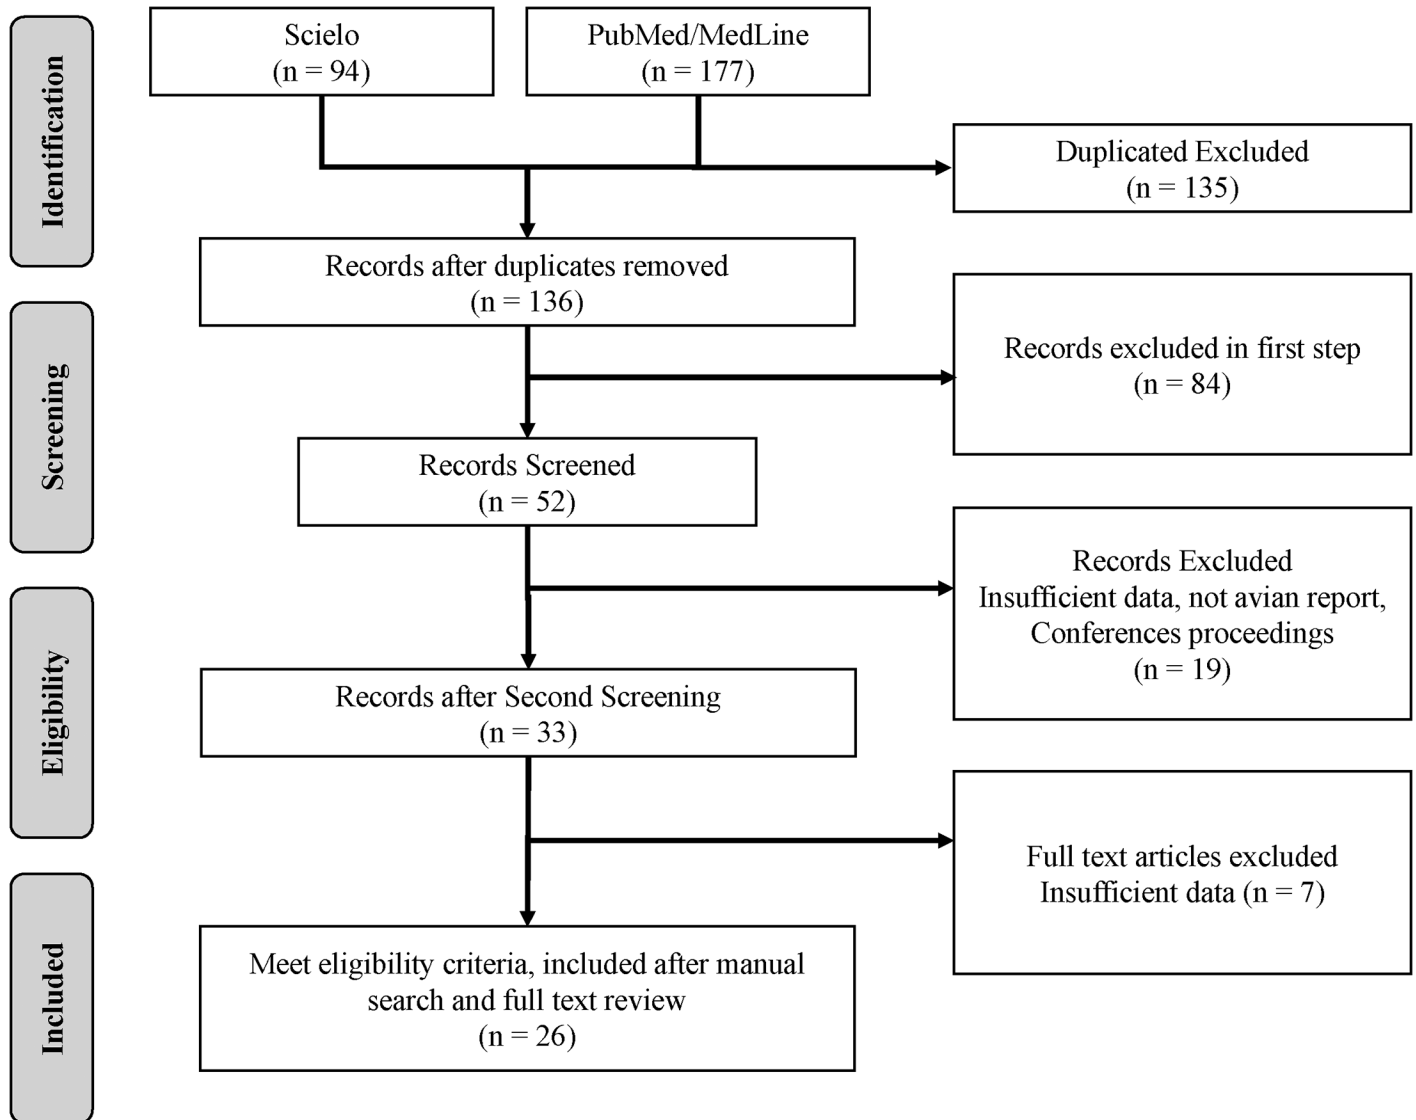 Identification
Scielo
(n = 94)
PubMed/MedLine
(n = 177)
Duplicated Excluded
(n = 135)
Records after duplicates removed
(n = 136)
Screening
Records excluded in first step
(n = 84)
Records Screened
(n = 52)
Eligibility
Records Excluded
Insufficient data, not avian report,
Conferences proceedings
(n = 19)
Records after Second Screening
(n = 33)
Full text articles excluded
Insufficient data (n = 7)
Included
Meet eligibility criteria, included after manual
search and full text review
(n = 26)